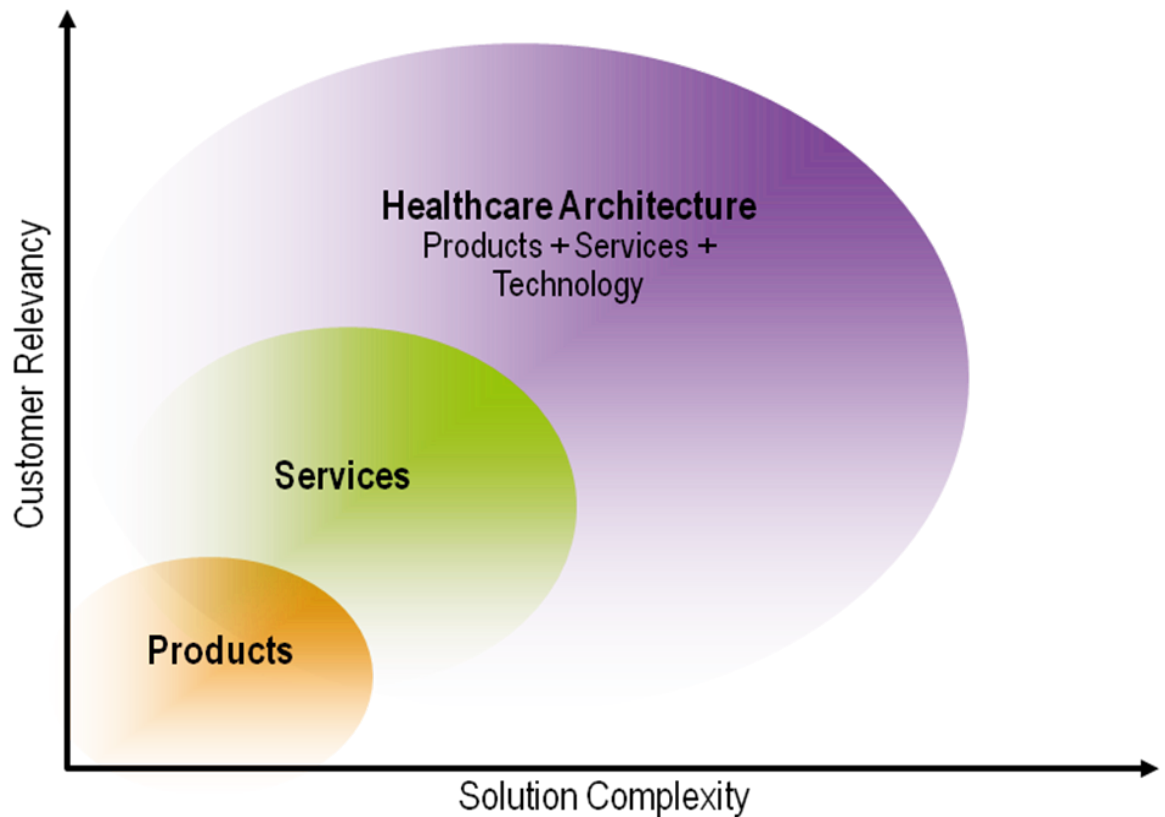 Customer Relevancy
Healthcare Architecture
Products + Services +
Technology
Services
Products
Solution Complexity